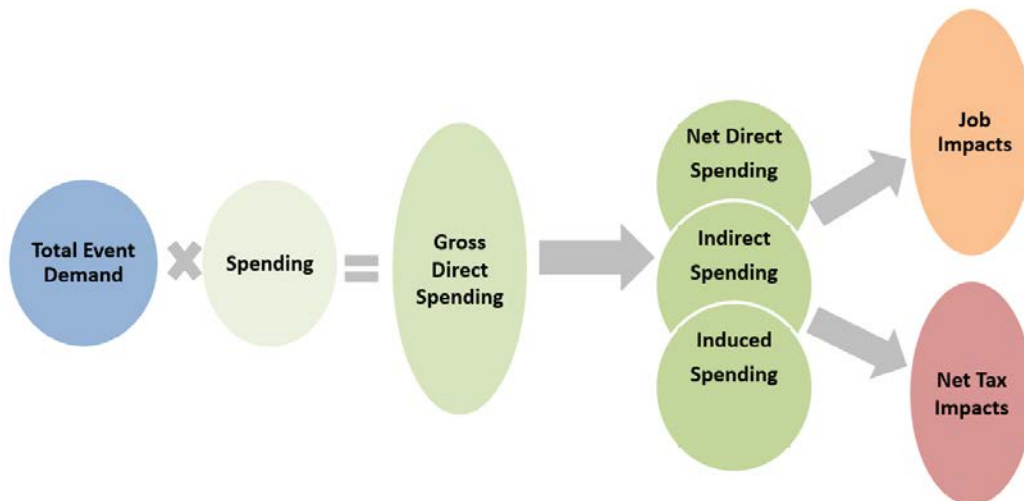 Total Event
Demand
Spending
Gross
Direct
Spending
Net Direct
Spending
Indirect
Spending
Induced
Spending
Job
Impacts
Net Tax
Impacts